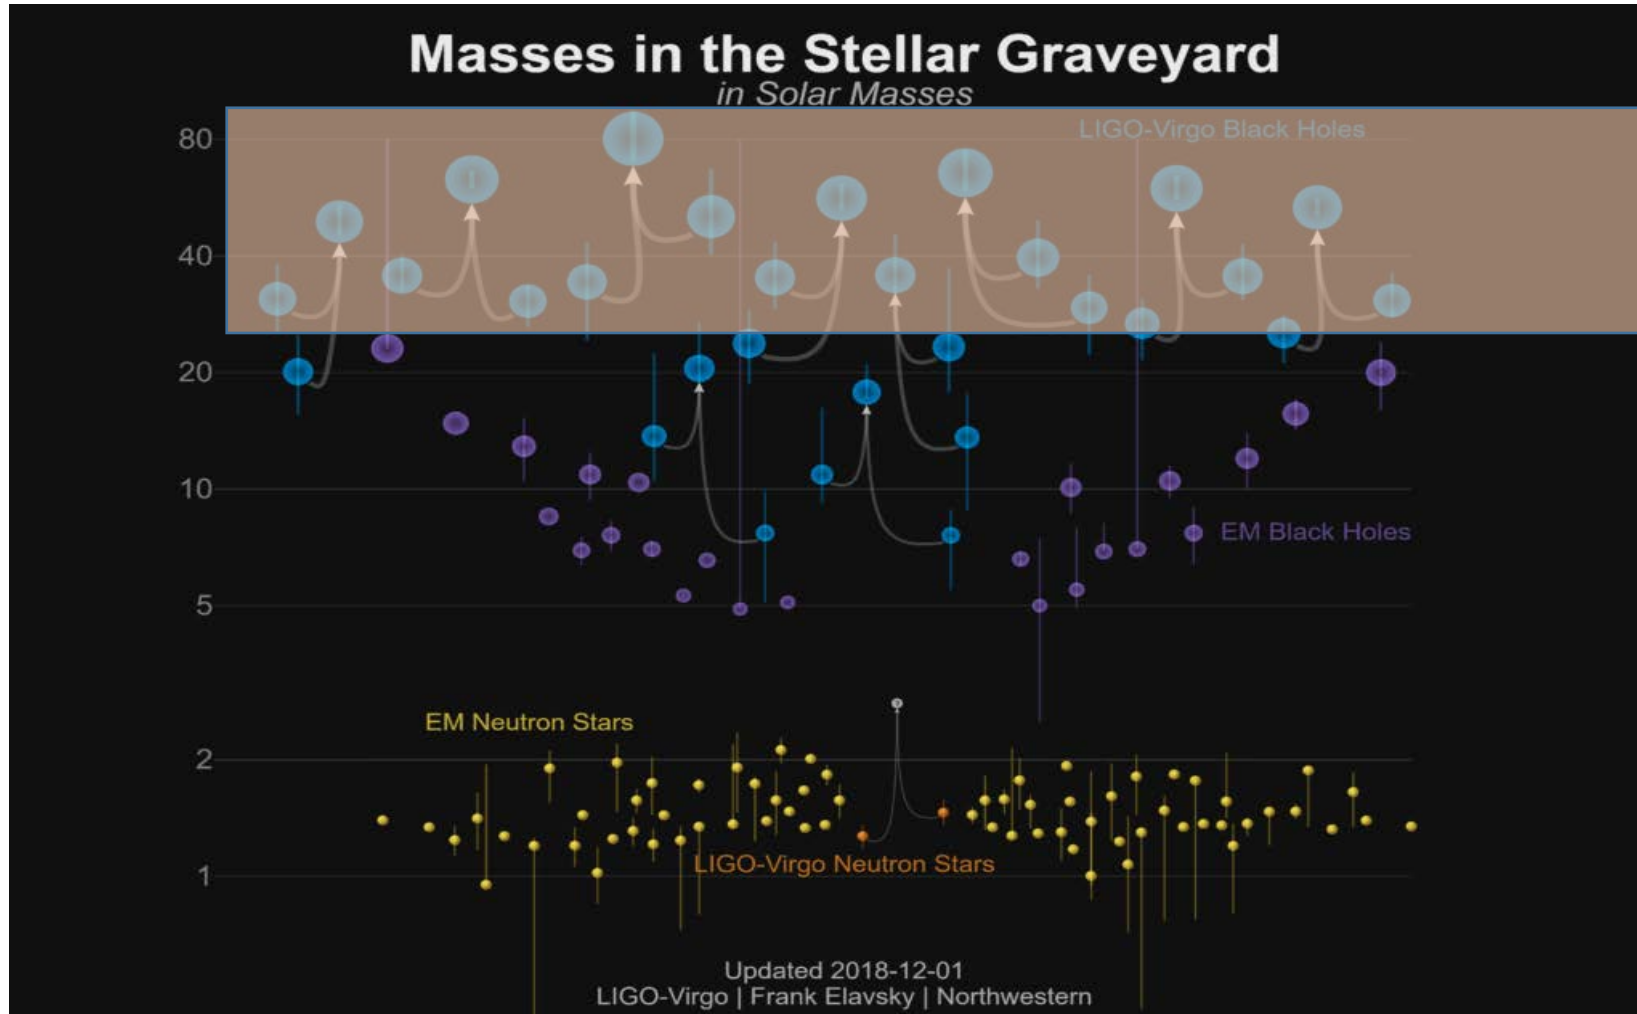 Masses in the Stellar Graveyard
in Solar Masses
LIGO-Virgo Black Holes
80
40
20
10
EM Black Holes
5
EM Neutron Stars
2
LIGO-Virgo Neutron Stars
1
Updated 2018-12-01
LIGO-Virgo | Frank Elavsky | Northwestern